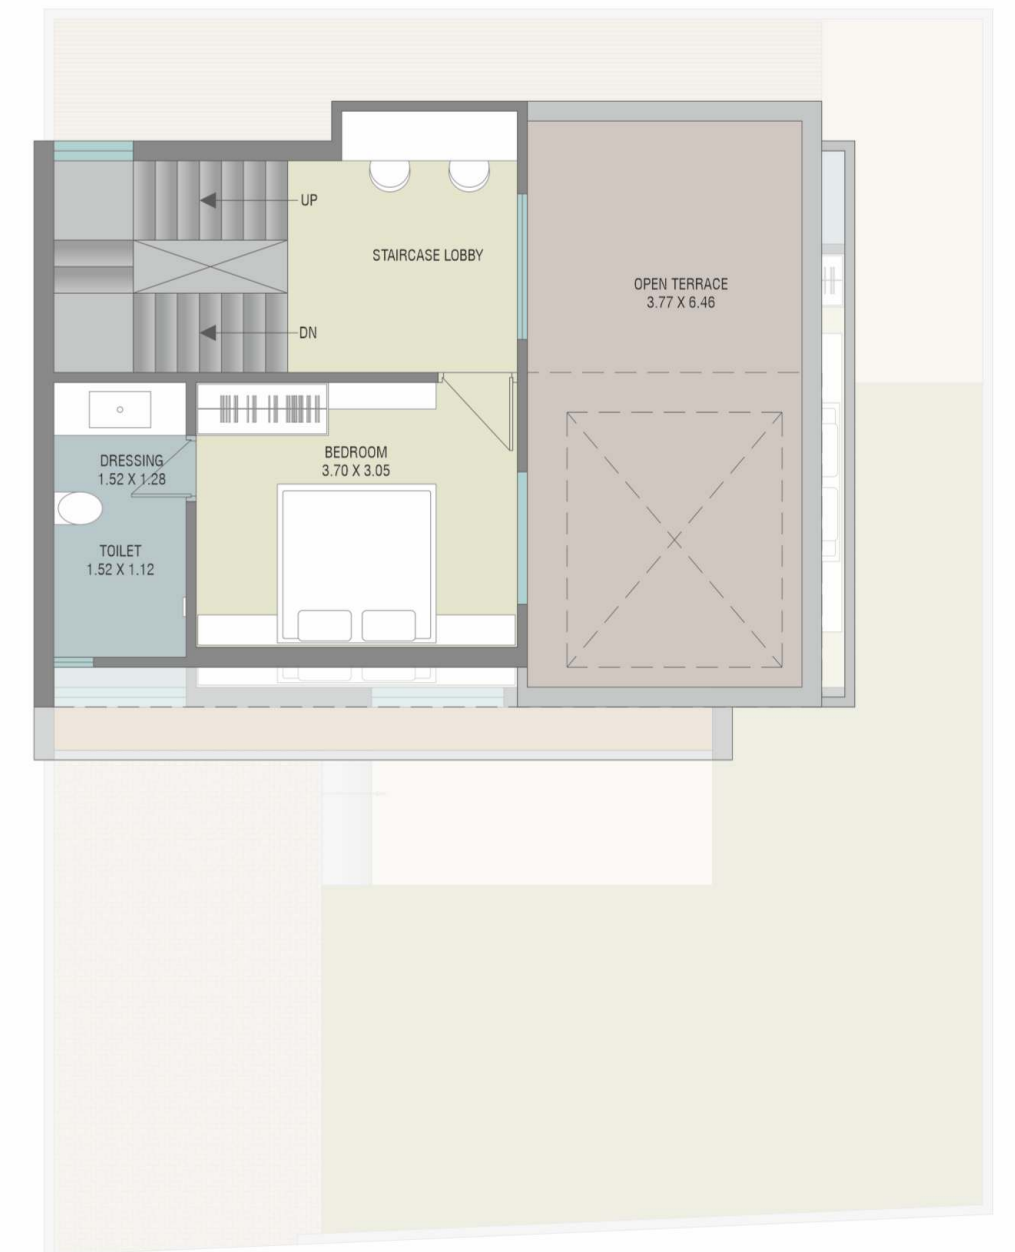 UP
STAIRCASE LOBBY
OPEN TERRACE
3.77 X 6.46
DN
DRESSING
1.52 X 1.28
BEDROOM
3.70 X 3.05
TOILET
1.52 X 1.12